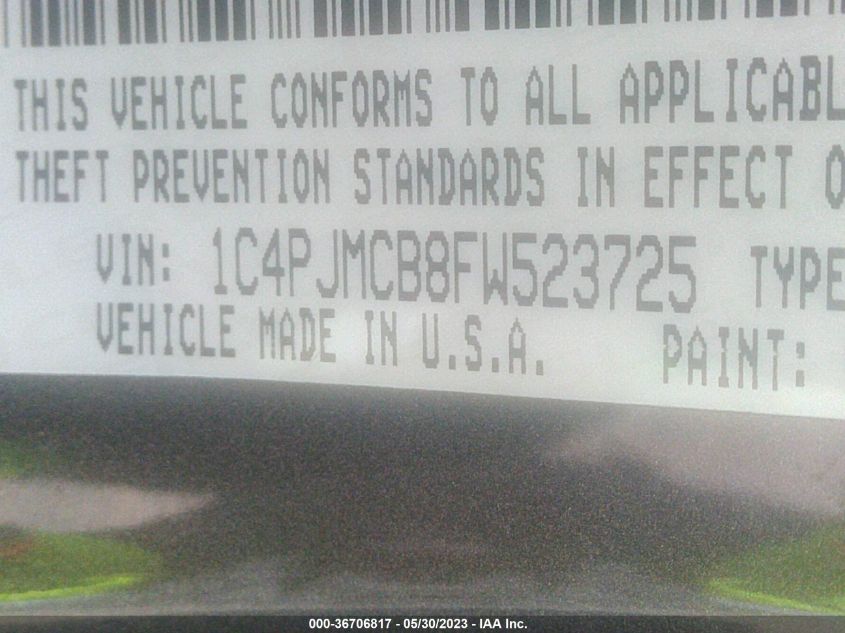 THIS VEHICLE CONFORMS TO ALL APPLICABL
THEFT PREVENTION STANDARDS IN EFFECT O
VIN: 1C4PJMCB8FW523725 TYPE
VEHICLE MADE IN U.S.A. PAINT:
000-36706817 - 05/30/2023 - IAA Inc.